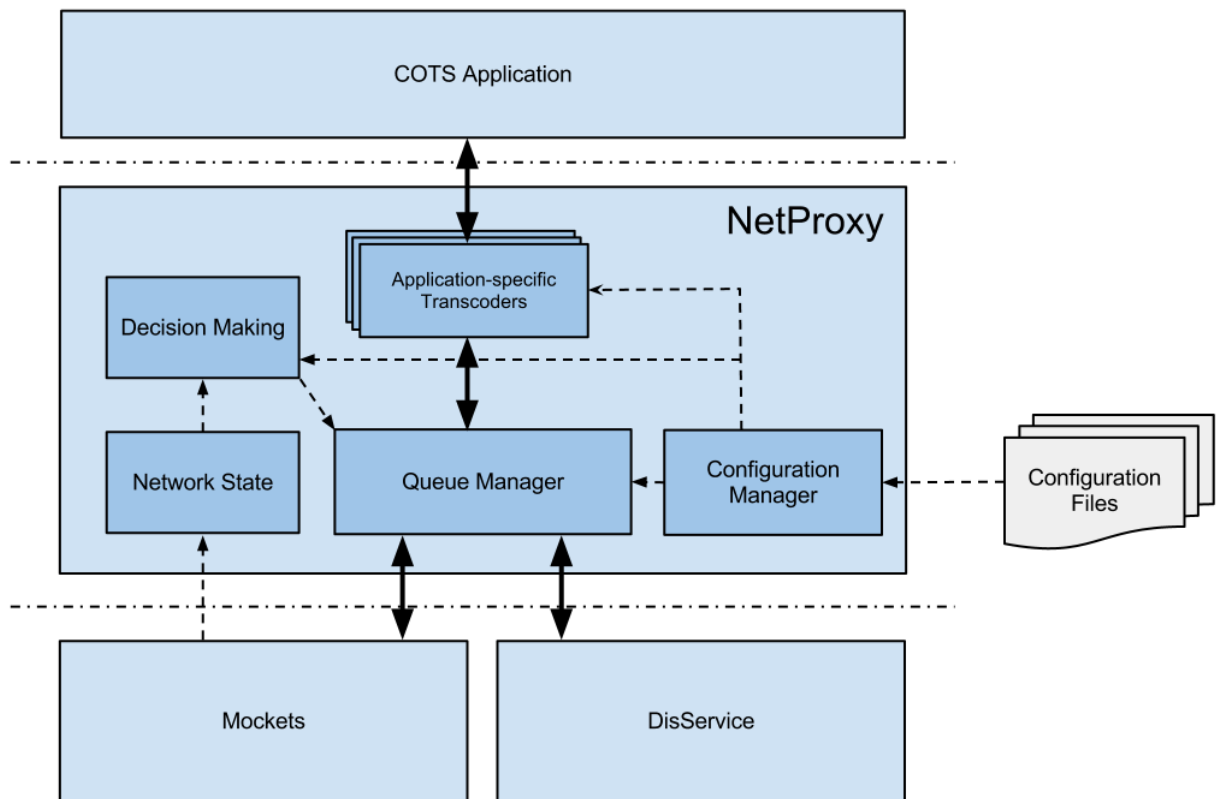 COTS Application
NetProxy
Application-specific
Transcoders
Decision Making
Network State
Queue Manager
Configuration
Manager
Configuration
Files
Mockets
DisService